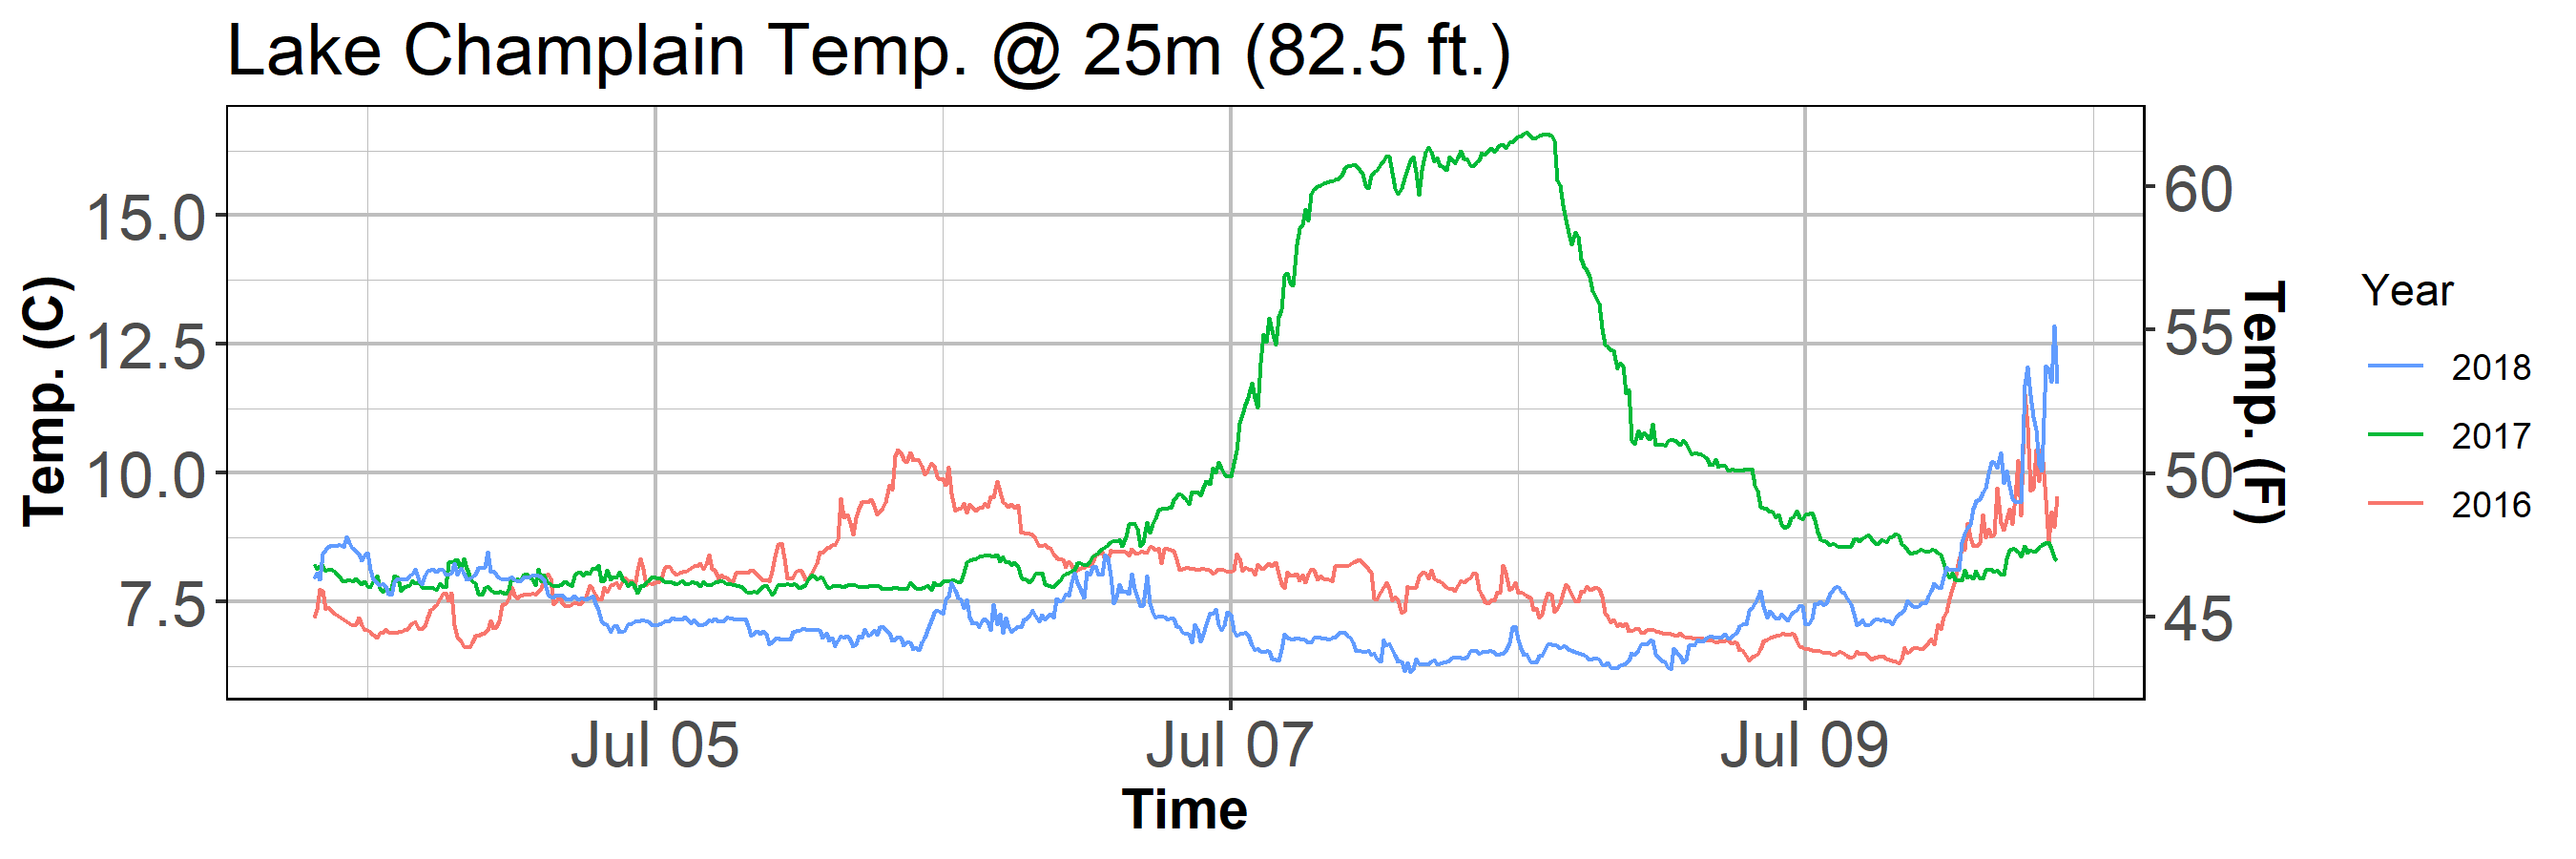 Lake Champlain Temp. @ 25m (82.5 ft.)
Temp. (C)
15.0
12.5
10.0
7.5
60
55
50
45
Temp. (F)
Jul 05
Jul 07
Jul 09
Time
Year
2018
2017
2016